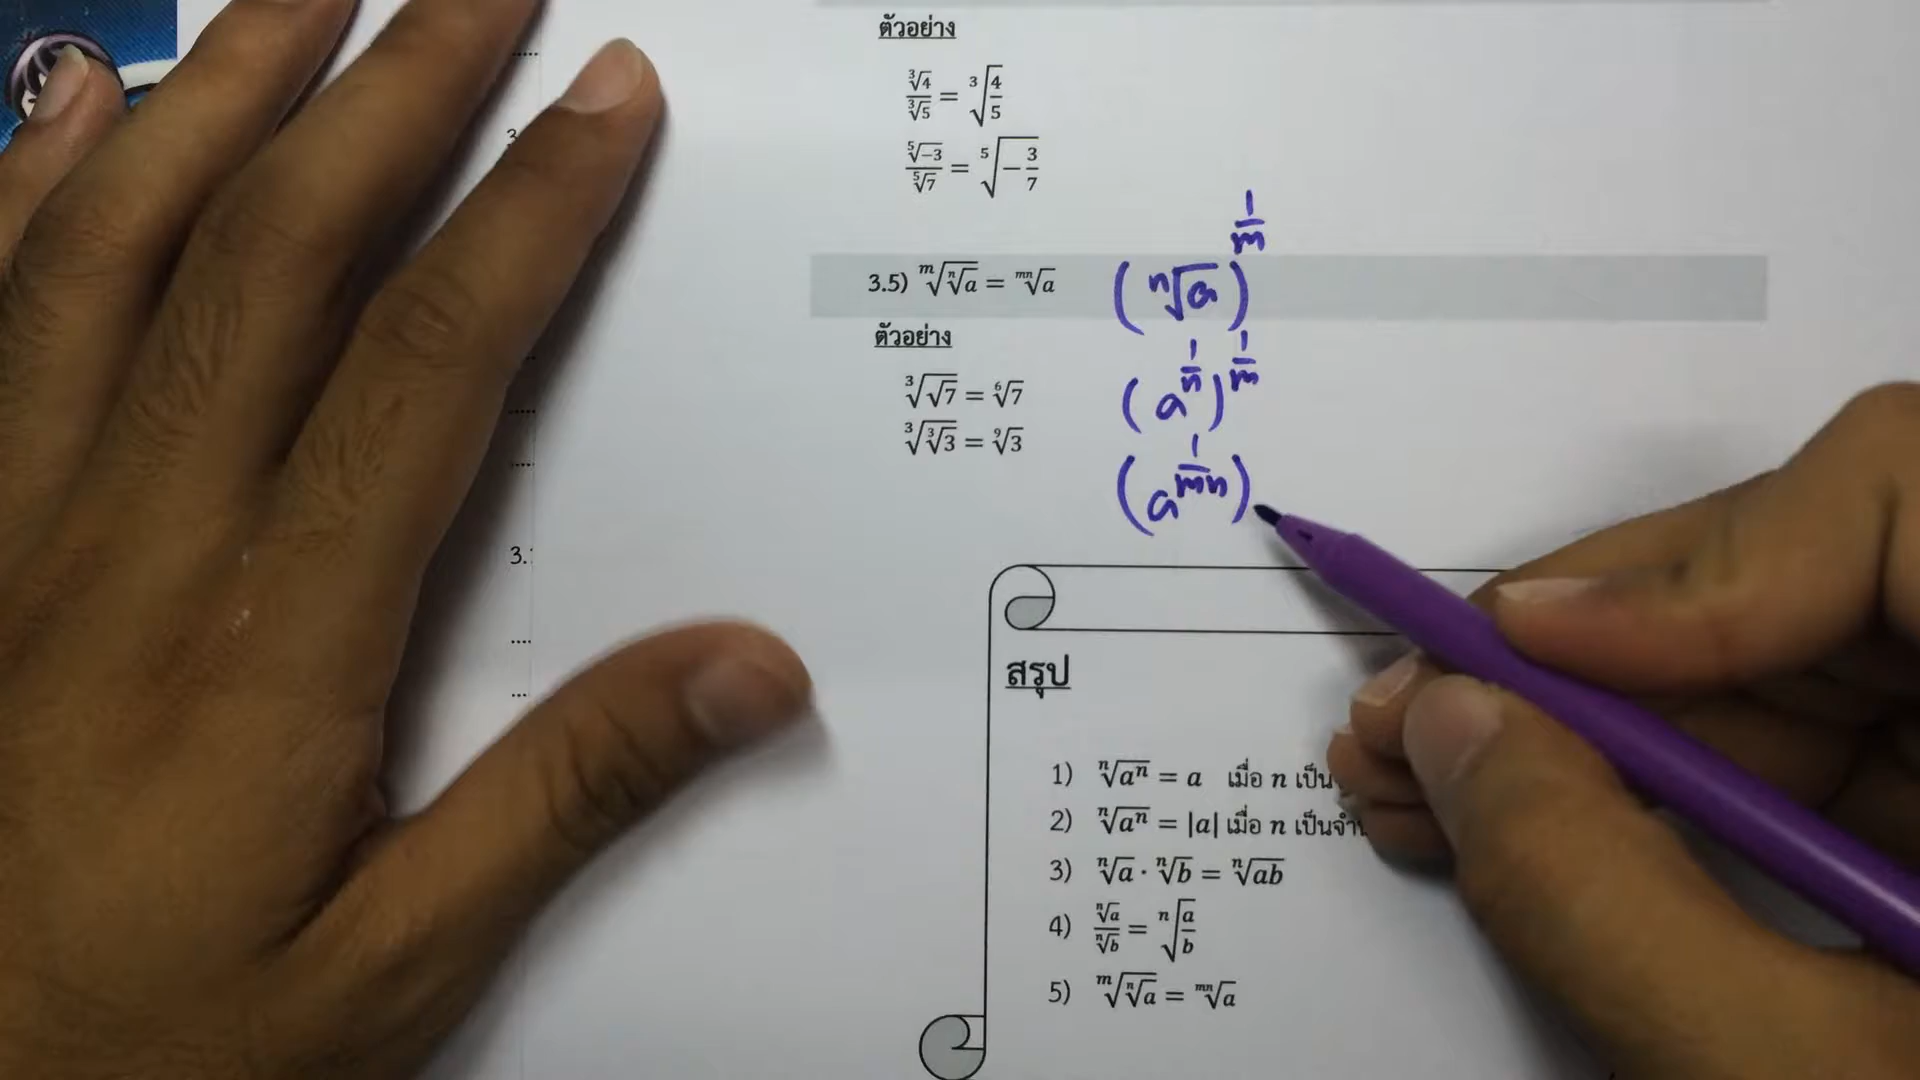 ตัวอย่าง
∛4/∛5 = ∛(4/5)
⁵√−3/⁵√7 = ⁵√(−3/7)
3.5) ᵐ√(ⁿ√a) = ᵐⁿ√a
(ⁿ√a)^(1/m)
ตัวอย่าง
(a^(1/n))^(1/m)
∛(√7) = ⁶√7
∛(∛3) = ⁹√3
(a^(1/mn))
3.
3.
สรุป
1) ⁿ√(aⁿ) = a เมื่อ n เป็น
2) ⁿ√(aⁿ) = |a| เมื่อ n เป็น
3) ⁿ√a · ⁿ√b = ⁿ√(ab)
4) ⁿ√a/ⁿ√b = ⁿ√(a/b)
5) ᵐ√(ⁿ√a) = ᵐⁿ√a